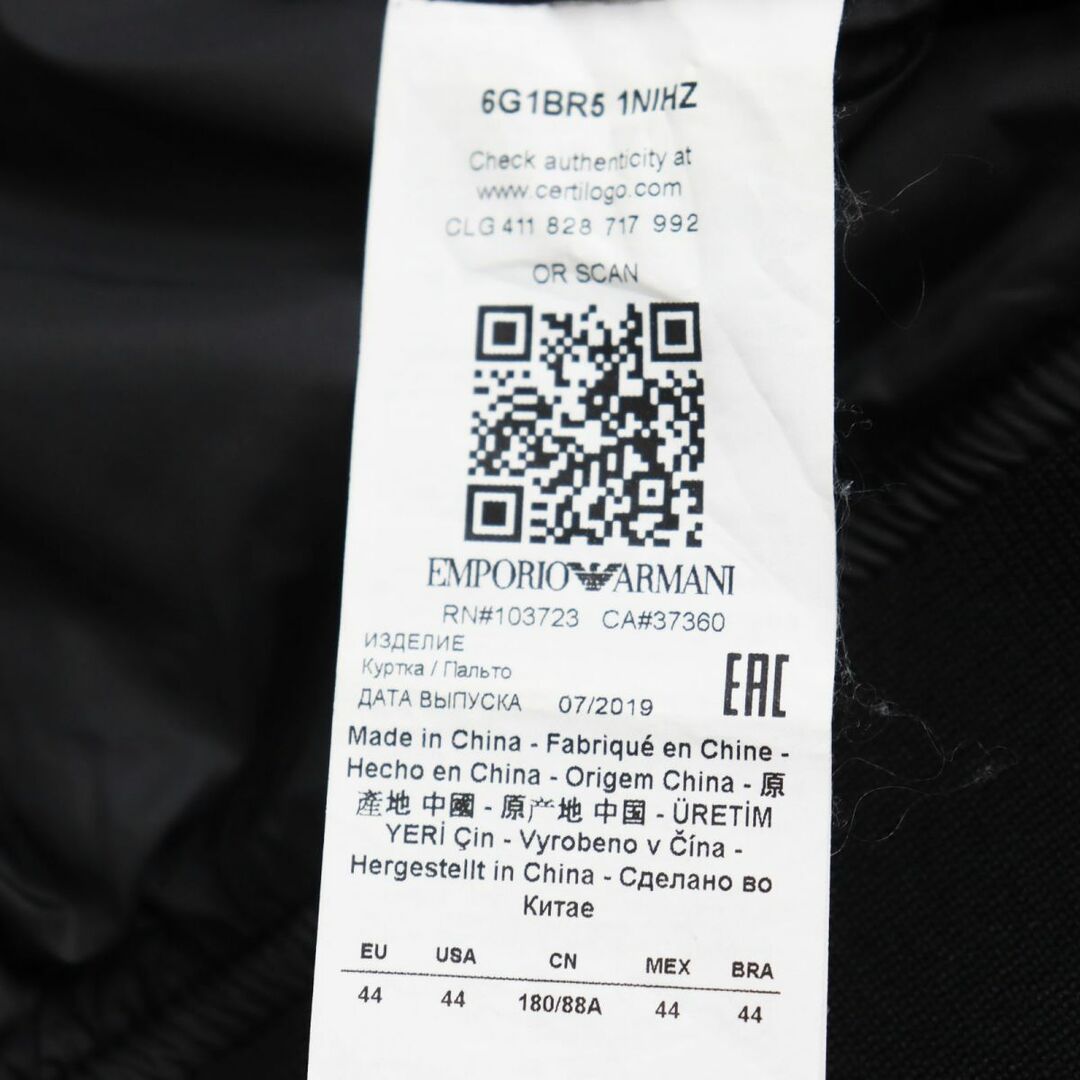 6G1BR5 1NIHZ
Check authenticity at
www.certilogo.com
CLG 411 828 717 992
OR SCAN
EMPORIO ARMANI
RN#103723 CA#37360
ИЗДЕЛИЕ
Куртка / Пальто
ДАТА ВЫПУСКА 07/2019
EAC
Made in China - Fabriqué en Chine -
Hecho en China - Origem China - 原
產地 中國 - 原产地 中国 - ÜRETİM
YERİ Çin - Vyrobeno v Čína -
Hergestellt in China - Сделано во
Китае
EU USA CN MEX BRA
44 44 180/88A 44 44